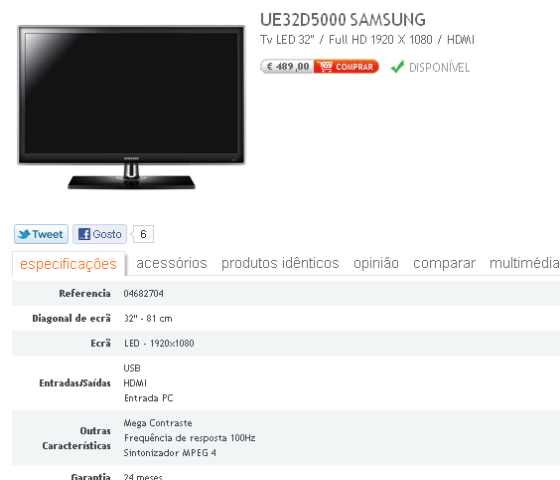 UE32D5000 SAMSUNG
Tv LED 32" / Full HD 1920 X 1080 / HDMI
€ 489,00 COMPRAR DISPONÍVEL
SAMSUNG
Tweet Gosto 6
especificações acessórios produtos idênticos opinião comparar multimédia
Referencia 04682704
Diagonal de ecrã 32" - 81 cm
Ecrã LED - 1920x1080
Entradas/Saídas USB
HDMI
Entrada PC
Outras Características Mega Contraste
Frequência de resposta 100Hz
Sintonizador MPEG 4
Garantia 24 meses